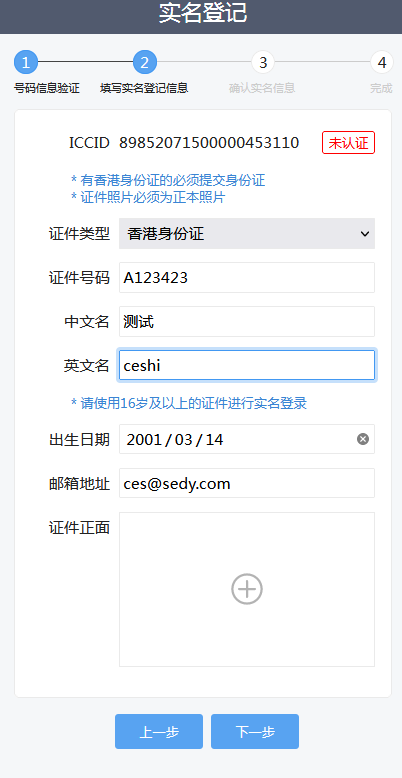 实名登记
1 2 3 4
号码信息验证 填写实名登记信息 确认实名信息 完成
ICCID 89852071500000453110 未认证
* 有香港身份证的必须提交身份证
* 证件照片必须为正本照片
证件类型 香港身份证
证件号码 A123423
中文名 测试
英文名 ceshi
* 请使用16岁及以上的证件进行实名登录
出生日期 2001 / 03 / 14
邮箱地址 ces@sedy.com
证件正面
上一步 下一步